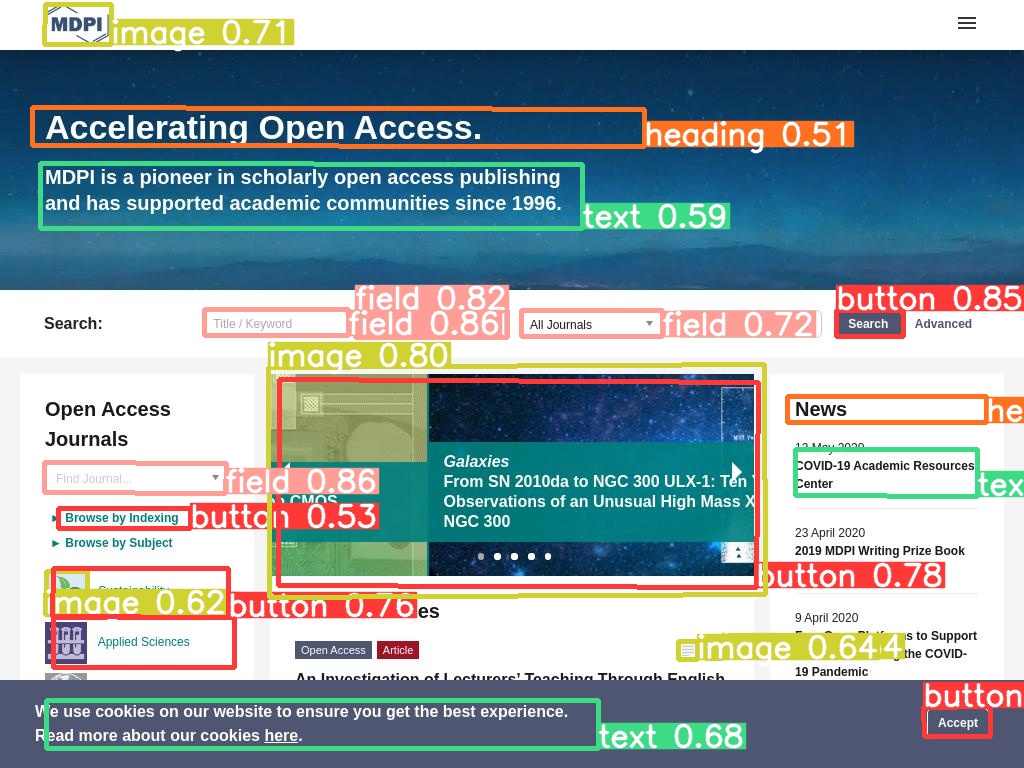 MDPI
image 0.71
Accelerating Open Access.
heading 0.51
MDPI is a pioneer in scholarly open access publishing
and has supported academic communities since 1996.
text 0.59
field 0.82
button 0.85
Search:
Title / Keyword
field 0.86
All Journals
field 0.72
Search
Advanced
image 0.80
Open Access
Journals
Find Journal...
field 0.86
▸ Browse by Indexing
button 0.53
► Browse by Subject
Sustainability
image 0.62
button 0.76
Applied Sciences
CMOS
Galaxies
From SN 2010da to NGC 300 ULX-1: Ten Y
Observations of an Unusual High Mass X
NGC 300
button 0.78
es
Open Access
Article
image 0.64
An Investigation of Lecturers' Teaching Through English
News
he
13 May 2020
COVID-19 Academic Resources
Center
tex
23 April 2020
2019 MDPI Writing Prize Book
9 April 2020
to Support
the COVID-
19 Pandemic
We use cookies on our website to ensure you get the best experience.
Read more about our cookies here.
text 0.68
button
Accept